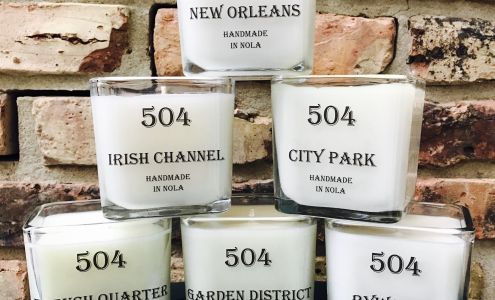 NEW ORLEANS
HANDMADE
IN NOLA
504
IRISH CHANNEL
HANDMADE
IN NOLA
504
CITY PARK
HANDMADE
IN NOLA
504
QUARTER
504
GARDEN DISTRICT
504